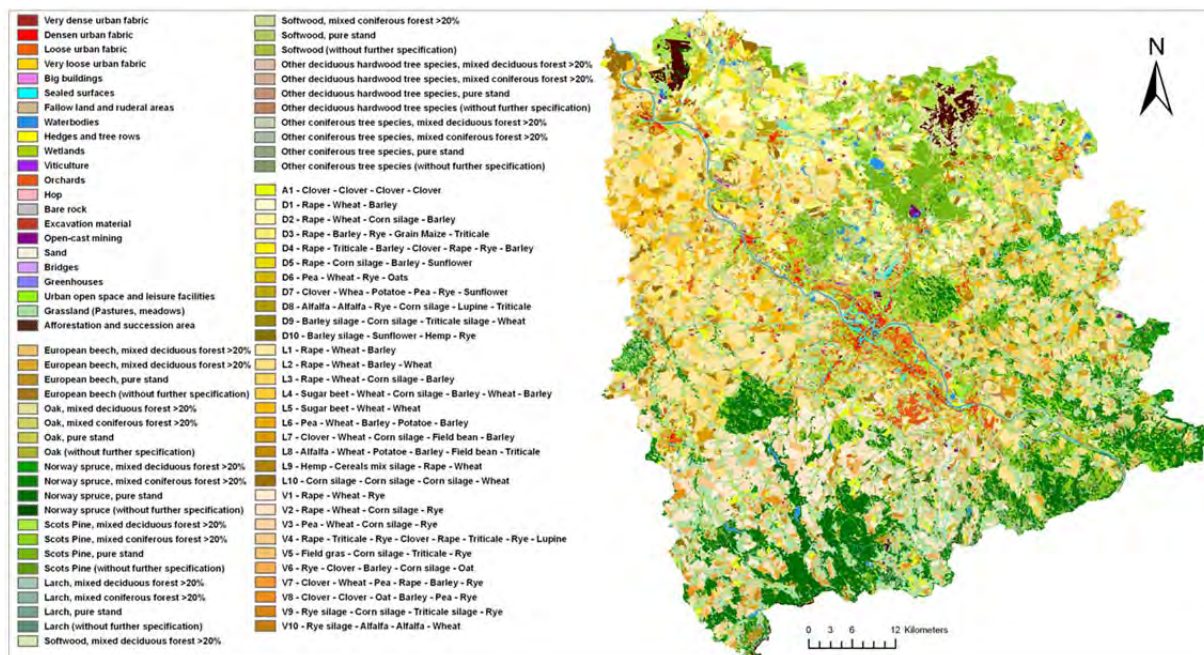 Very dense urban fabric
Densen urban fabric
Loose urban fabric
Very loose urban fabric
Big buildings
Sealed surfaces
Fallow land and ruderal areas
Waterbodies
Hedges and tree rows
Wetlands
Viticulture
Orchards
Hop
Bare rock
Excavation material
Open-cast mining
Sand
Bridges
Greenhouses
Urban open space and leisure facilities
Grassland (Pastures, meadows)
Afforestation and succession area
European beech, mixed deciduous forest >20%
European beech, mixed deciduous forest >20%
European beech, pure stand
European beech (without further specification)
Oak, mixed deciduous forest >20%
Oak, mixed coniferous forest >20%
Oak, pure stand
Oak (without further specification)
Norway spruce, mixed deciduous forest >20%
Norway spruce, mixed coniferous forest >20%
Norway spruce, pure stand
Norway spruce (without further specification)
Scots Pine, mixed deciduous forest >20%
Scots Pine, mixed coniferous forest >20%
Scots Pine, pure stand
Scots Pine (without further specification)
Larch, mixed deciduous forest >20%
Larch, mixed coniferous forest >20%
Larch, pure stand
Larch (without further specification)
Softwood, mixed deciduous forest >20%
Softwood, mixed coniferous forest >20%
Softwood, pure stand
Softwood (without further specification)
Other deciduous hardwood tree species, mixed deciduous forest >20%
Other deciduous hardwood tree species, mixed coniferous forest >20%
Other deciduous hardwood tree species, pure stand
Other deciduous hardwood tree species (without further specification)
Other coniferous tree species, mixed deciduous forest >20%
Other coniferous tree species, mixed coniferous forest >20%
Other coniferous tree species, pure stand
Other coniferous tree species (without further specification)
A1 - Clover - Clover - Clover - Clover
D1 - Rape - Wheat - Barley
D2 - Rape - Wheat - Corn silage - Barley
D3 - Rape - Barley - Rye - Grain Maize - Triticale
D4 - Rape - Triticale - Barley - Clover - Rape - Rye - Barley
D5 - Rape - Corn silage - Barley - Sunflower
D6 - Pea - Wheat - Rye - Oats
D7 - Clover - Whea - Potatoe - Pea - Rye - Sunflower
D8 - Alfalfa - Alfalfa - Rye - Corn silage - Lupine - Triticale
D9 - Barley silage - Corn silage - Triticale silage - Wheat
D10 - Barley silage - Sunflower - Hemp - Rye
L1 - Rape - Wheat - Barley
L2 - Rape - Wheat - Barley - Wheat
L3 - Rape - Wheat - Corn silage - Barley
L4 - Sugar beet - Wheat - Corn silage - Barley - Wheat - Barley
L5 - Sugar beet - Wheat - Wheat
L6 - Pea - Wheat - Barley - Potatoe - Barley
L7 - Clover - Wheat - Corn silage - Field bean - Barley
L8 - Alfalfa - Wheat - Potatoe - Barley - Field bean - Triticale
L9 - Hemp - Cereals mix silage - Rape - Wheat
L10 - Corn silage - Corn silage - Corn silage - Wheat
V1 - Rape - Wheat - Rye
V2 - Rape - Wheat - Corn silage - Rye
V3 - Pea - Wheat - Corn silage - Rye
V4 - Rape - Triticale - Rye - Clover - Rape - Triticale - Rye - Lupine
V5 - Field gras - Corn silage - Triticale - Rye
V6 - Rye - Clover - Barley - Corn silage - Oat
V7 - Clover - Wheat - Pea - Rape - Barley - Rye
V8 - Clover - Clover - Oat - Barley - Pea - Rye
V9 - Rye silage - Corn silage - Triticale silage - Rye
V10 - Rye silage - Alfalfa - Alfalfa - Wheat
N
0 3 6 12 Kilometers